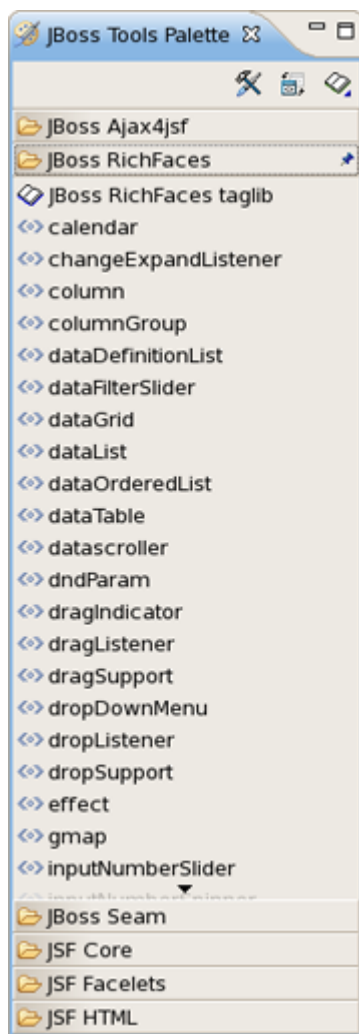 JBoss Tools Palette
JBoss Ajax4jsf
JBoss RichFaces
JBoss RichFaces taglib
calendar
changeExpandListener
column
columnGroup
dataDefinitionList
dataFilterSlider
dataGrid
dataList
dataOrderedList
dataTable
datascroller
dndParam
dragIndicator
dragListener
dragSupport
dropDownMenu
dropListener
dropSupport
effect
gmap
inputNumberSlider
inputNumberSpinner
JBoss Seam
JSF Core
JSF Facelets
JSF HTML